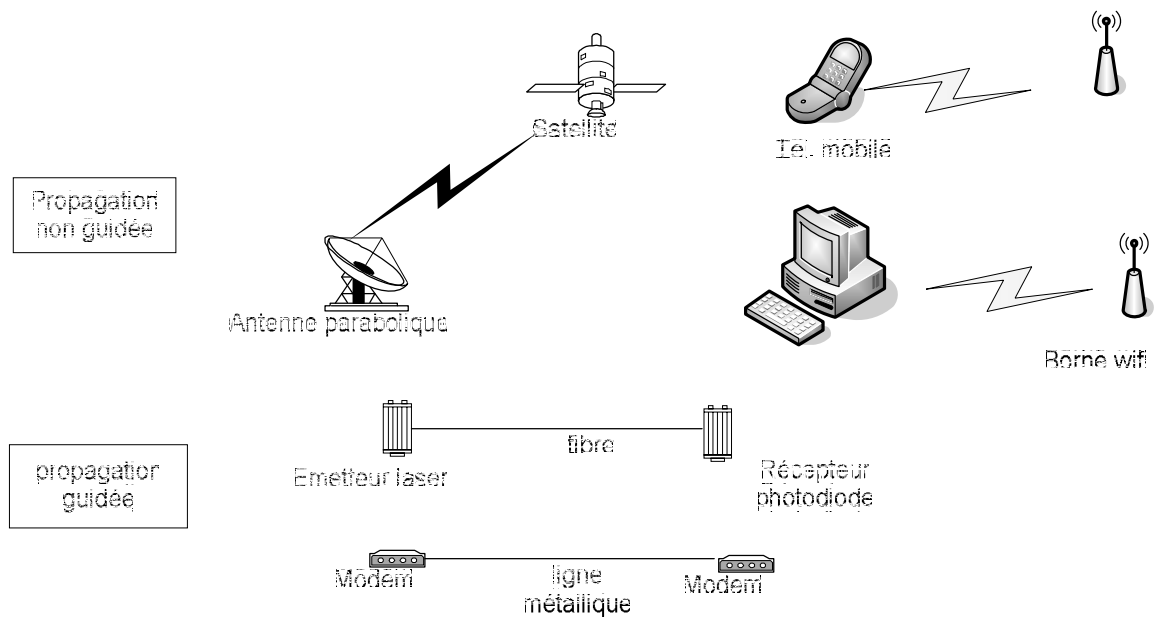 Satellite
Tel. mobile
Propagation
non guidée
Antenne parabolique
Borne wifi
fibre
propagation
guidée
Emetteur laser
Récepteur
photodiode
Modem
ligne
métallique
Modem